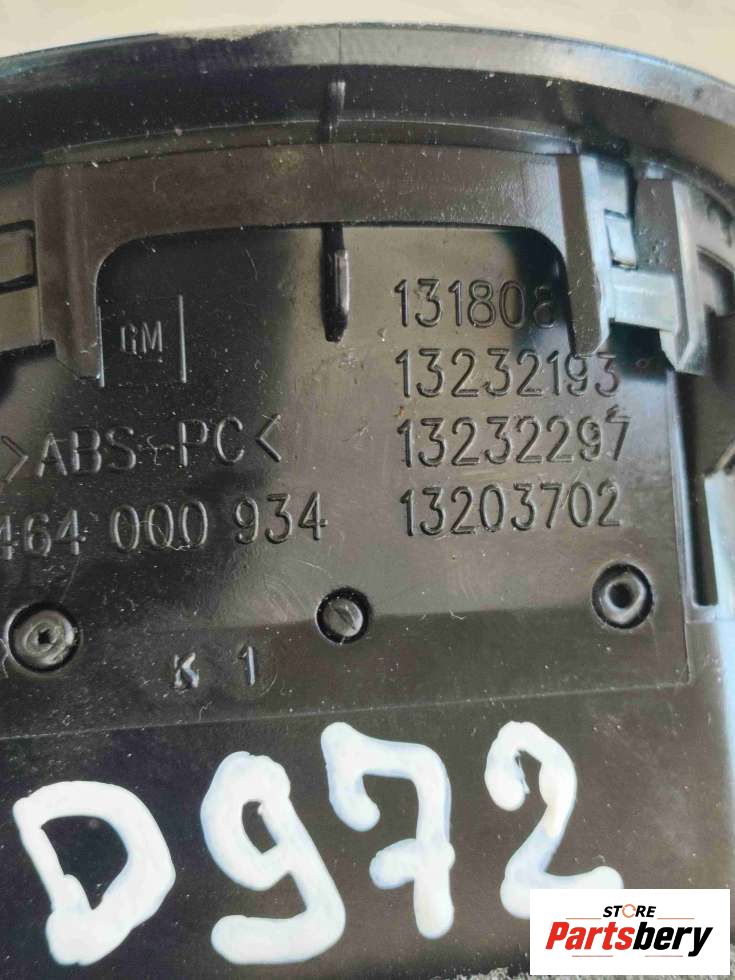 GM
131808
13232193
>ABS+PC<
13232297
464 000 934
13203702
K 1
D972
STORE
Partsbery